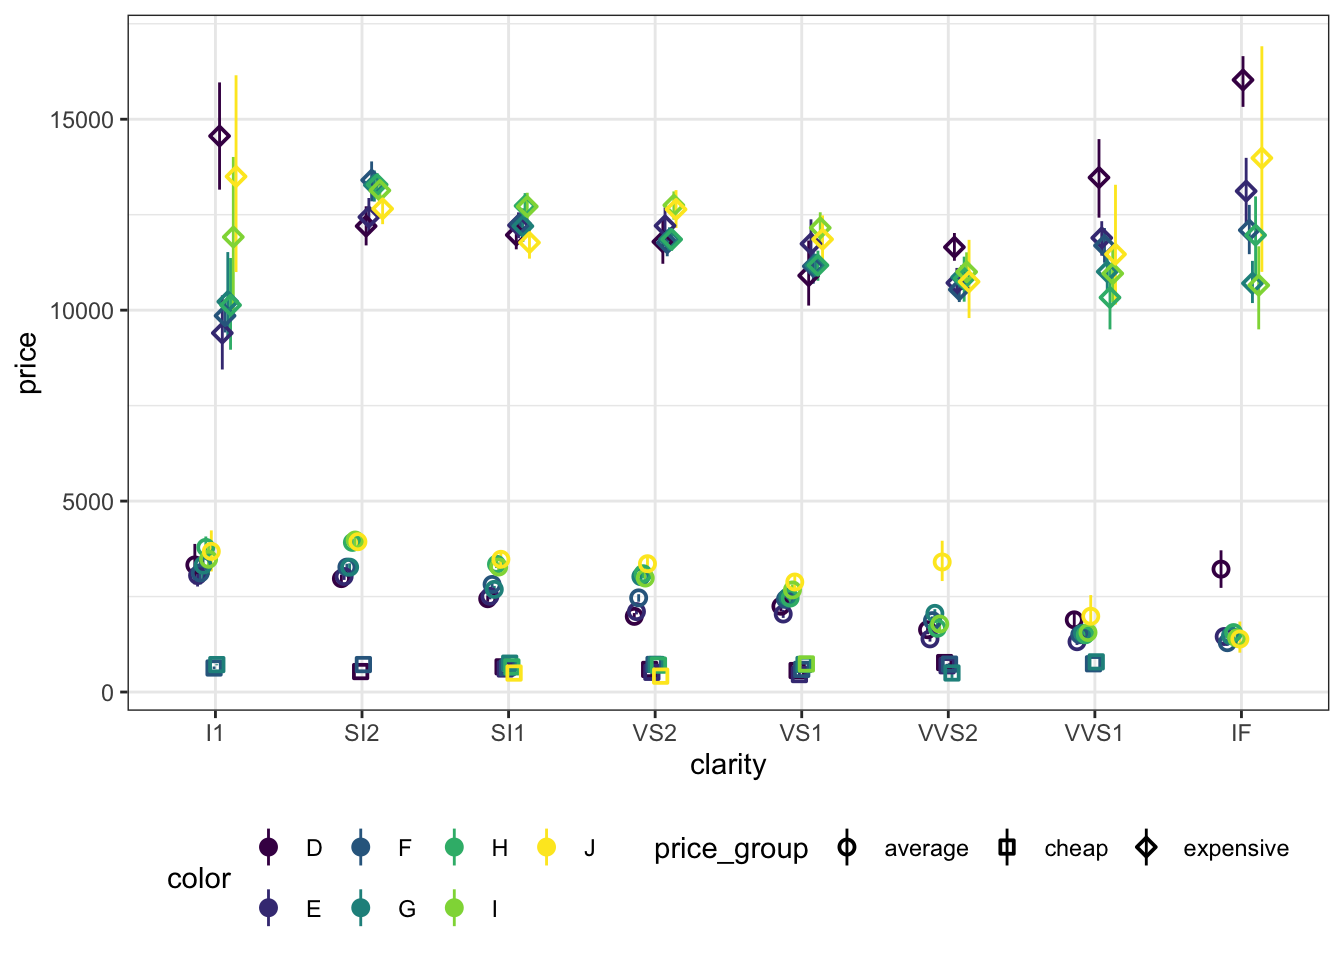 15000
10000
5000
0
price
I1 SI2 SI1 VS2 VS1 VVS2 VVS1 IF
clarity
color
D F H J
E G I
price_group
average cheap expensive